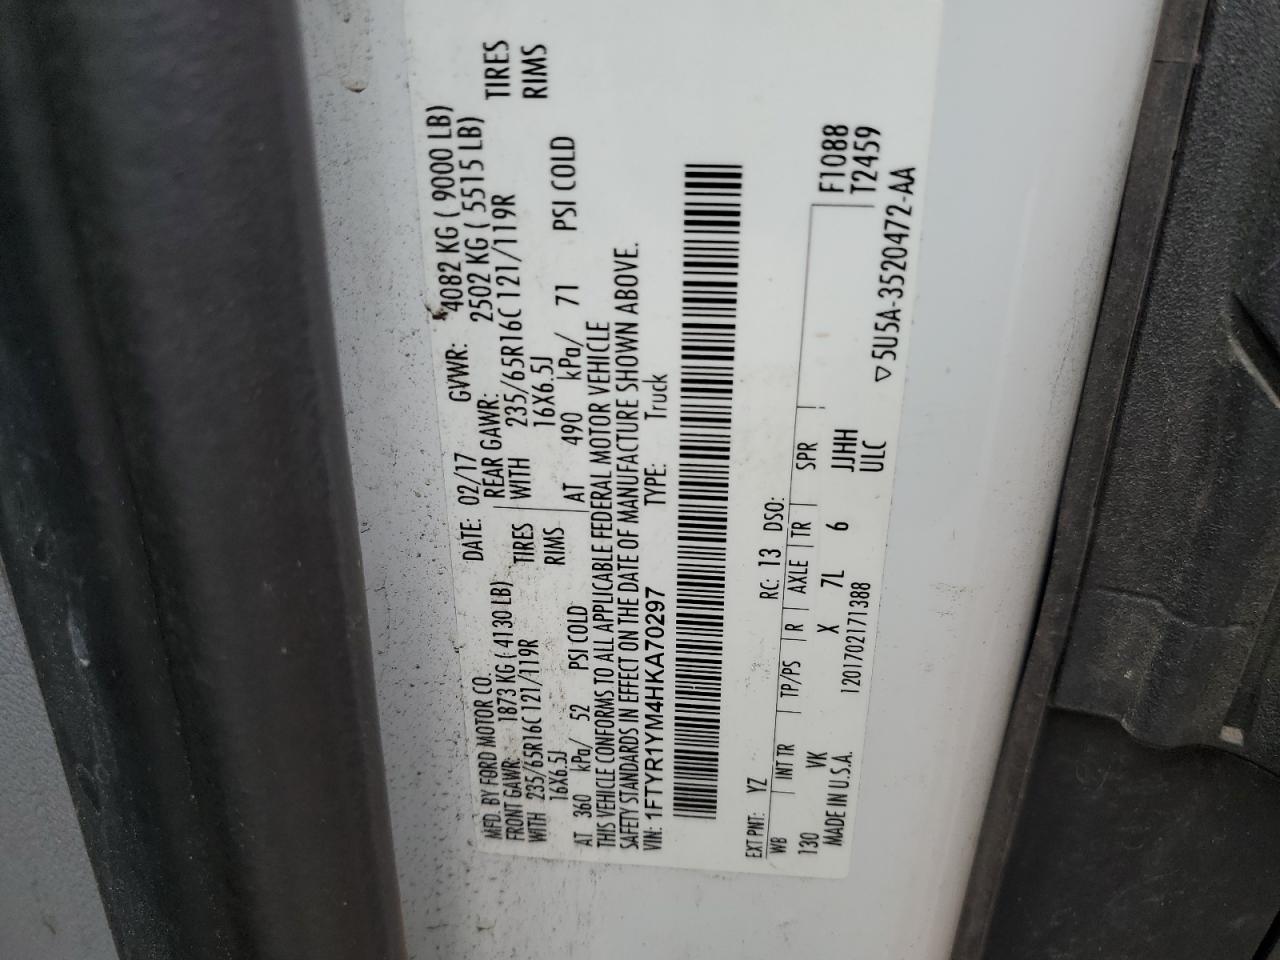 MFD. BY FORD MOTOR CO. DATE: 02/17 GVWR: 4082 KG ( 9000 LB)
FRONT GAWR: 1873 KG ( 4130 LB) REAR GAWR: 2502 KG ( 5515 LB)
WITH 235/65R16C 121/119R TIRES WITH 235/65R16C 121/119R TIRES
16X6.5J RIMS 16X6.5J RIMS
AT 360 kPa/ 52 PSI COLD AT 490 kPa/ 71 PSI COLD
THIS VEHICLE CONFORMS TO ALL APPLICABLE FEDERAL MOTOR VEHICLE
SAFETY STANDARDS IN EFFECT ON THE DATE OF MANUFACTURE SHOWN ABOVE.
VIN: 1FTYR1YM4HKA70297 TYPE: Truck
EXT PNT: YZ RC: 13 DSO:
WB INT TR TP/PS R AXLE TR SPR
130 VK X 7L 6 JJHH F1088
MADE IN U.S.A. 1201702171388 ULC T2459
▽ 5U5A-3520472-AA